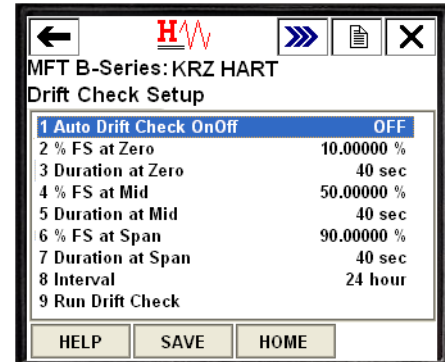 H
MFT B-Series: KRZ HART
Drift Check Setup
1 Auto Drift Check OnOff OFF
2 % FS at Zero 10.00000 %
3 Duration at Zero 40 sec
4 % FS at Mid 50.00000 %
5 Duration at Mid 40 sec
6 % FS at Span 90.00000 %
7 Duration at Span 40 sec
8 Interval 24 hour
9 Run Drift Check
HELP SAVE HOME